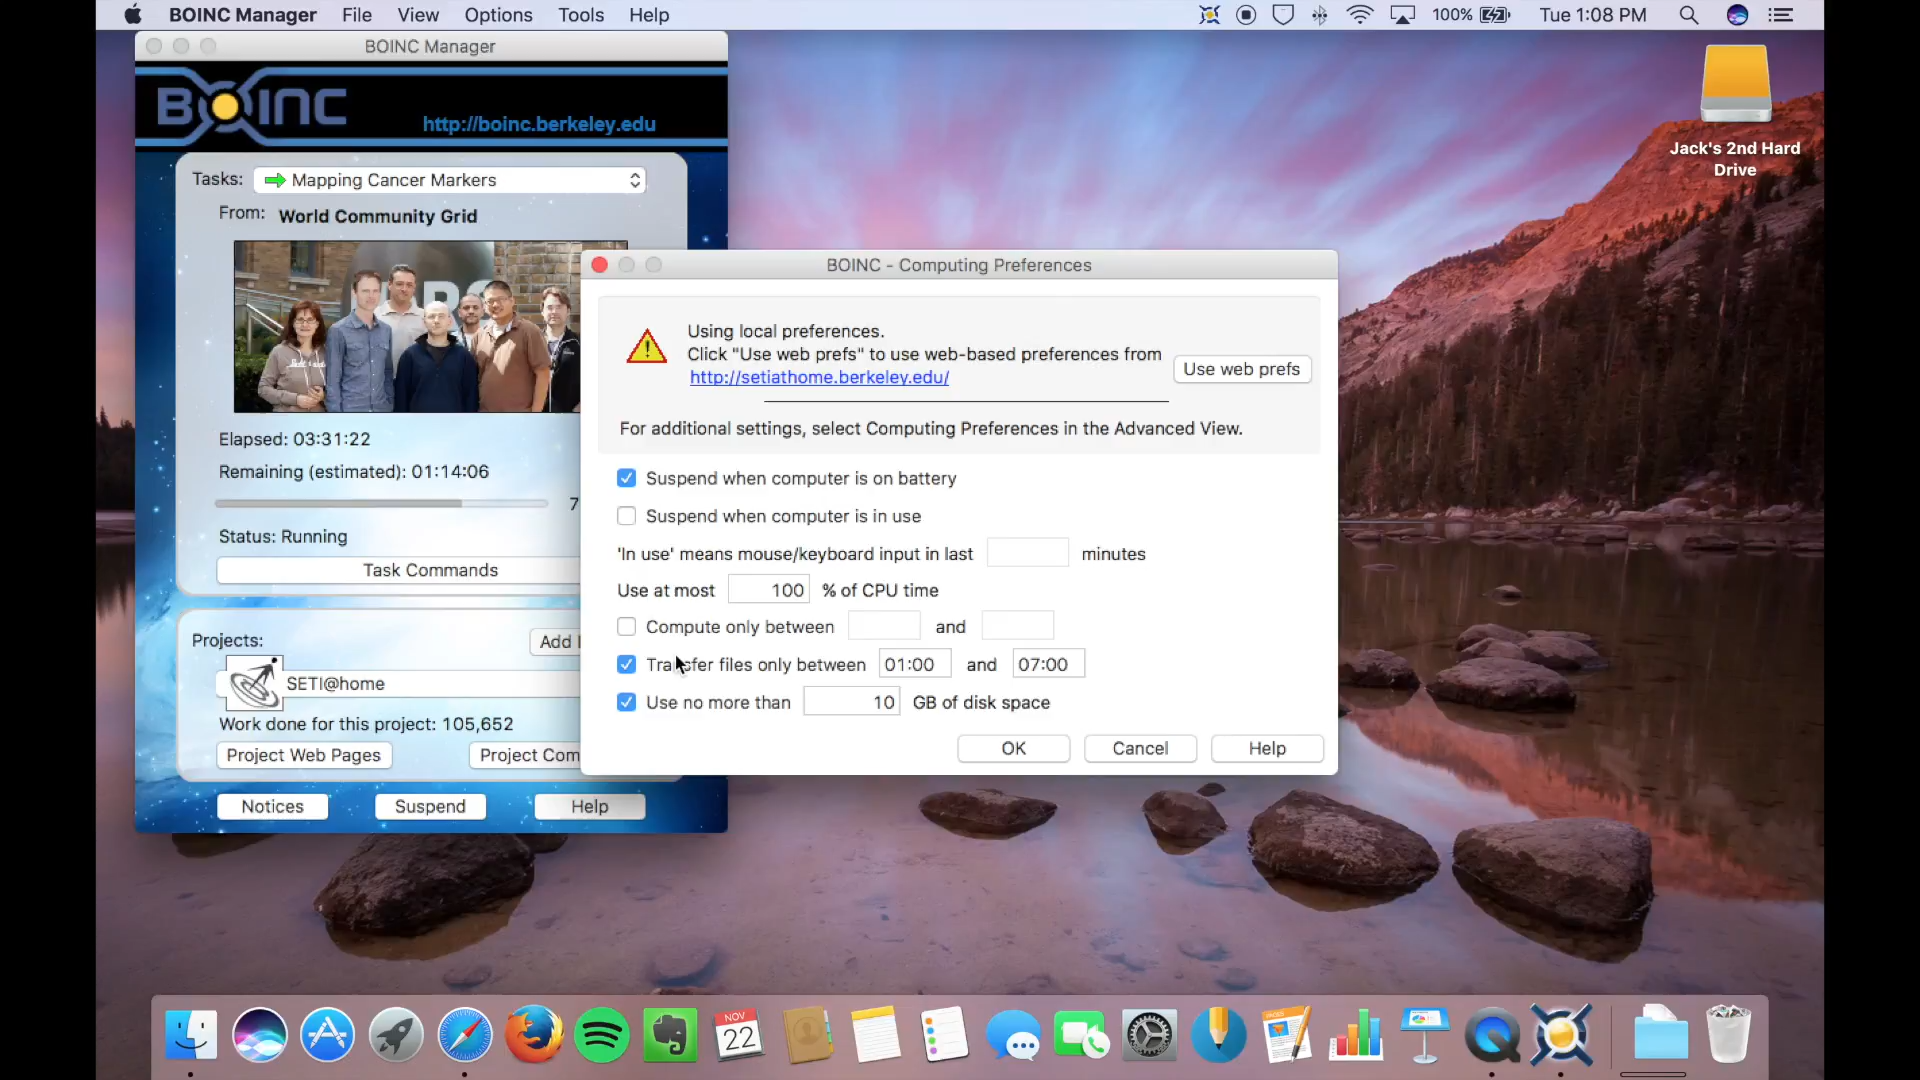 BOINC Manager File View Options Tools Help 100% Tue 1:08 PM
BOINC Manager
BOINC
http://boinc.berkeley.edu
Tasks: Mapping Cancer Markers
From: World Community Grid
Elapsed: 03:31:22
Remaining (estimated): 01:14:06
7
Status: Running
Task Commands
Projects: Add
SETI@home
Work done for this project: 105,652
Project Web Pages Project Com
Notices Suspend Help
BOINC - Computing Preferences
Using local preferences.
Click "Use web prefs" to use web-based preferences from
http://setiathome.berkeley.edu/
Use web prefs
For additional settings, select Computing Preferences in the Advanced View.
Suspend when computer is on battery
Suspend when computer is in use
'In use' means mouse/keyboard input in last minutes
Use at most 100 % of CPU time
Compute only between and
Transfer files only between 01:00 and 07:00
Use no more than 10 GB of disk space
OK Cancel Help
Jack's 2nd Hard
Drive
NOV
22